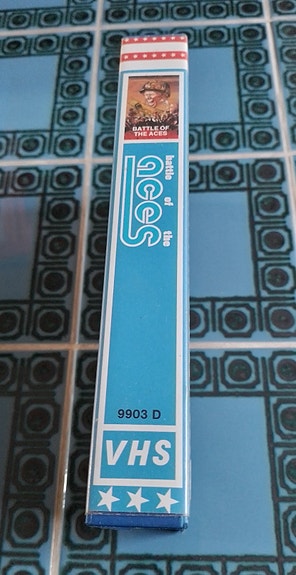 BATTLE OF
THE ACES
battle of the
aces
9903 D
VHS